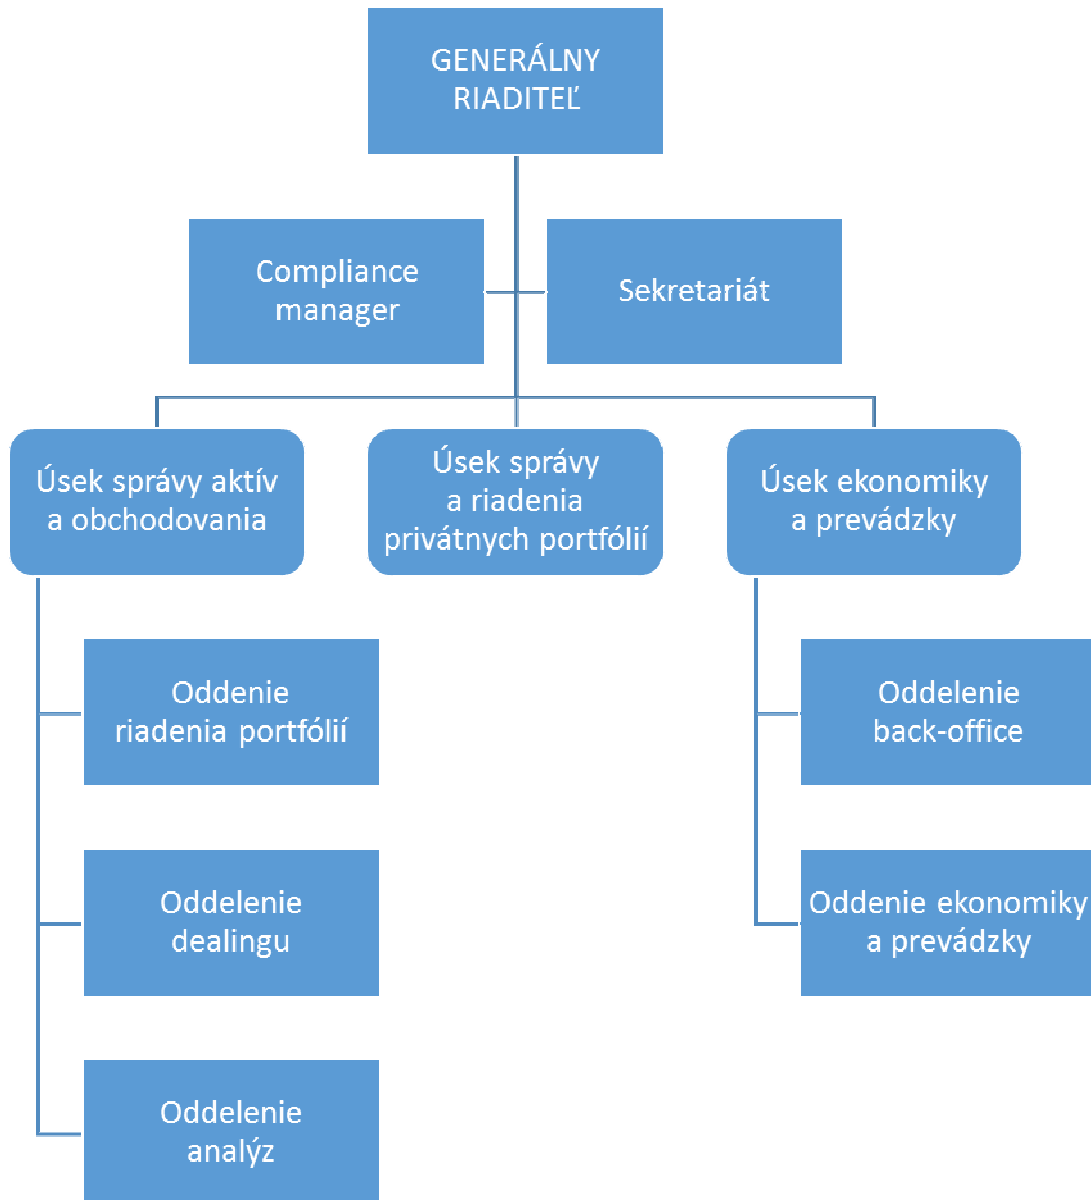 GENERÁLNY
RIADITEĽ
Compliance
manager
Sekretariát
Úsek správy aktív
a obchodovania
Úsek správy
a riadenia
privátnych portfólií
Úsek ekonomiky
a prevádzky
Oddenie
riadenia portfólií
Oddelenie
back-office
Oddelenie
dealingu
Oddenie ekonomiky
a prevádzky
Oddelenie
analýz